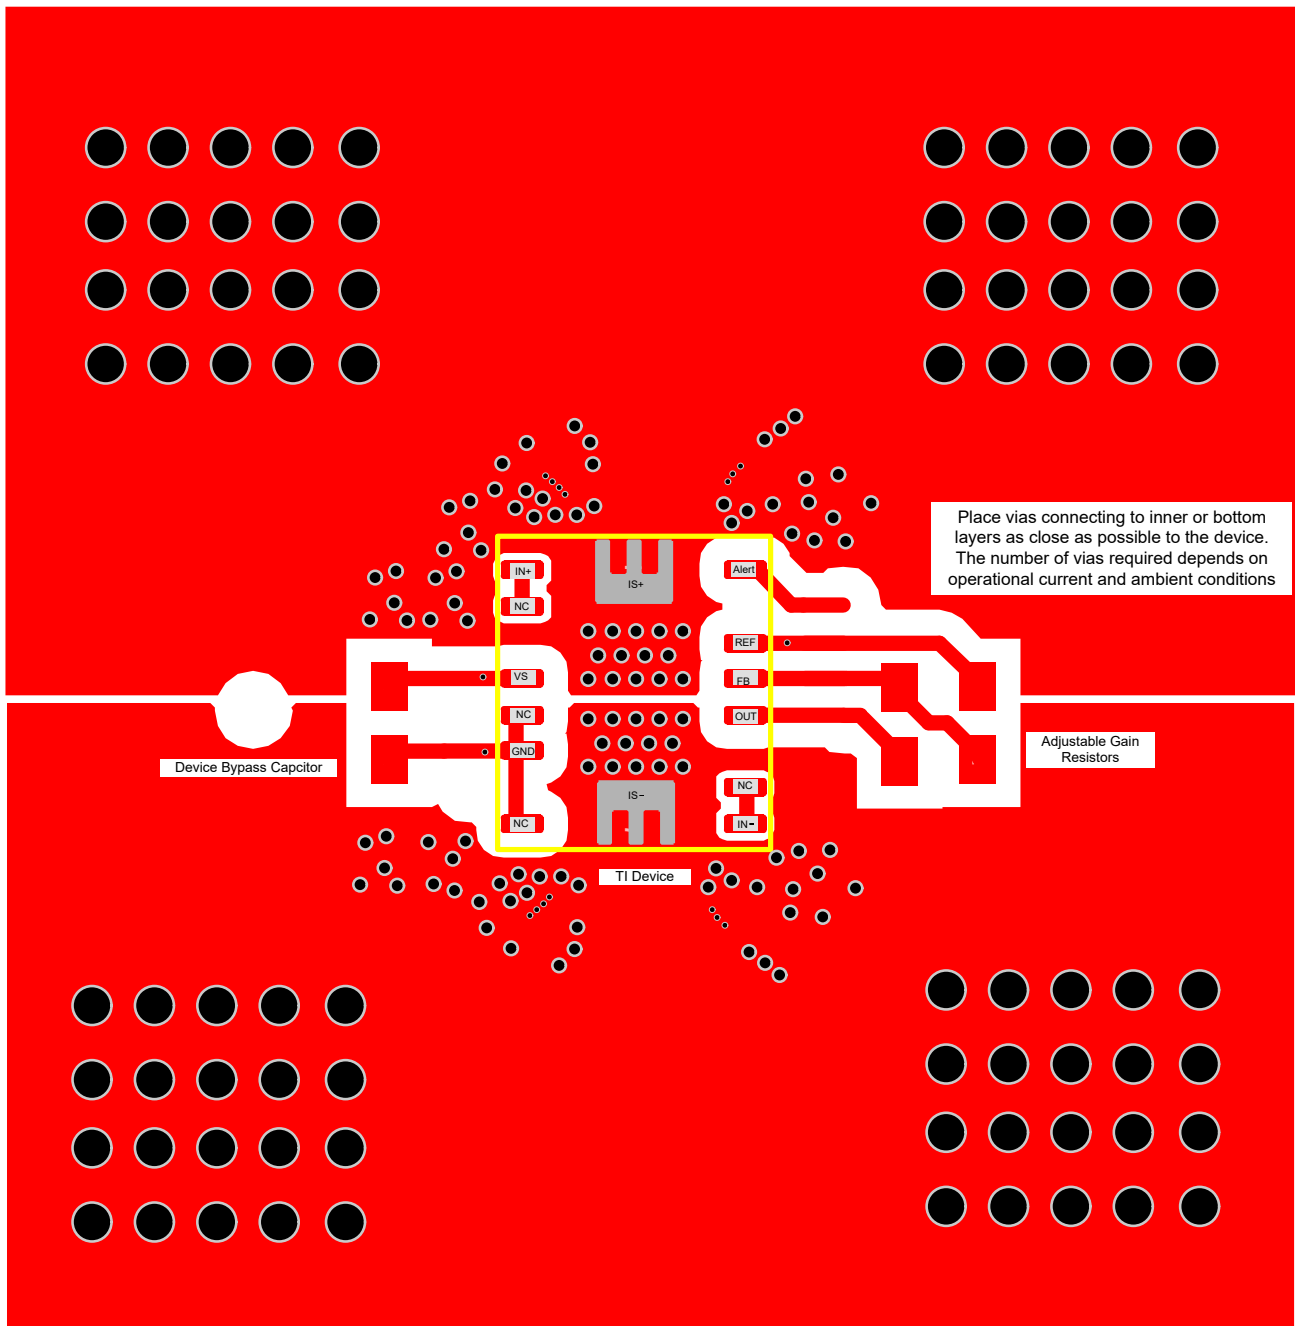 Place vias connecting to inner or bottom
layers as close as possible to the device.
The number of vias required depends on
operational current and ambient conditions
IN+
IS+
Alert
NC
REF
VS
FB
NC
OUT
GND
Adjustable Gain
Resistors
Device Bypass Capcitor
NC
IS−
NC
IN−
TI Device